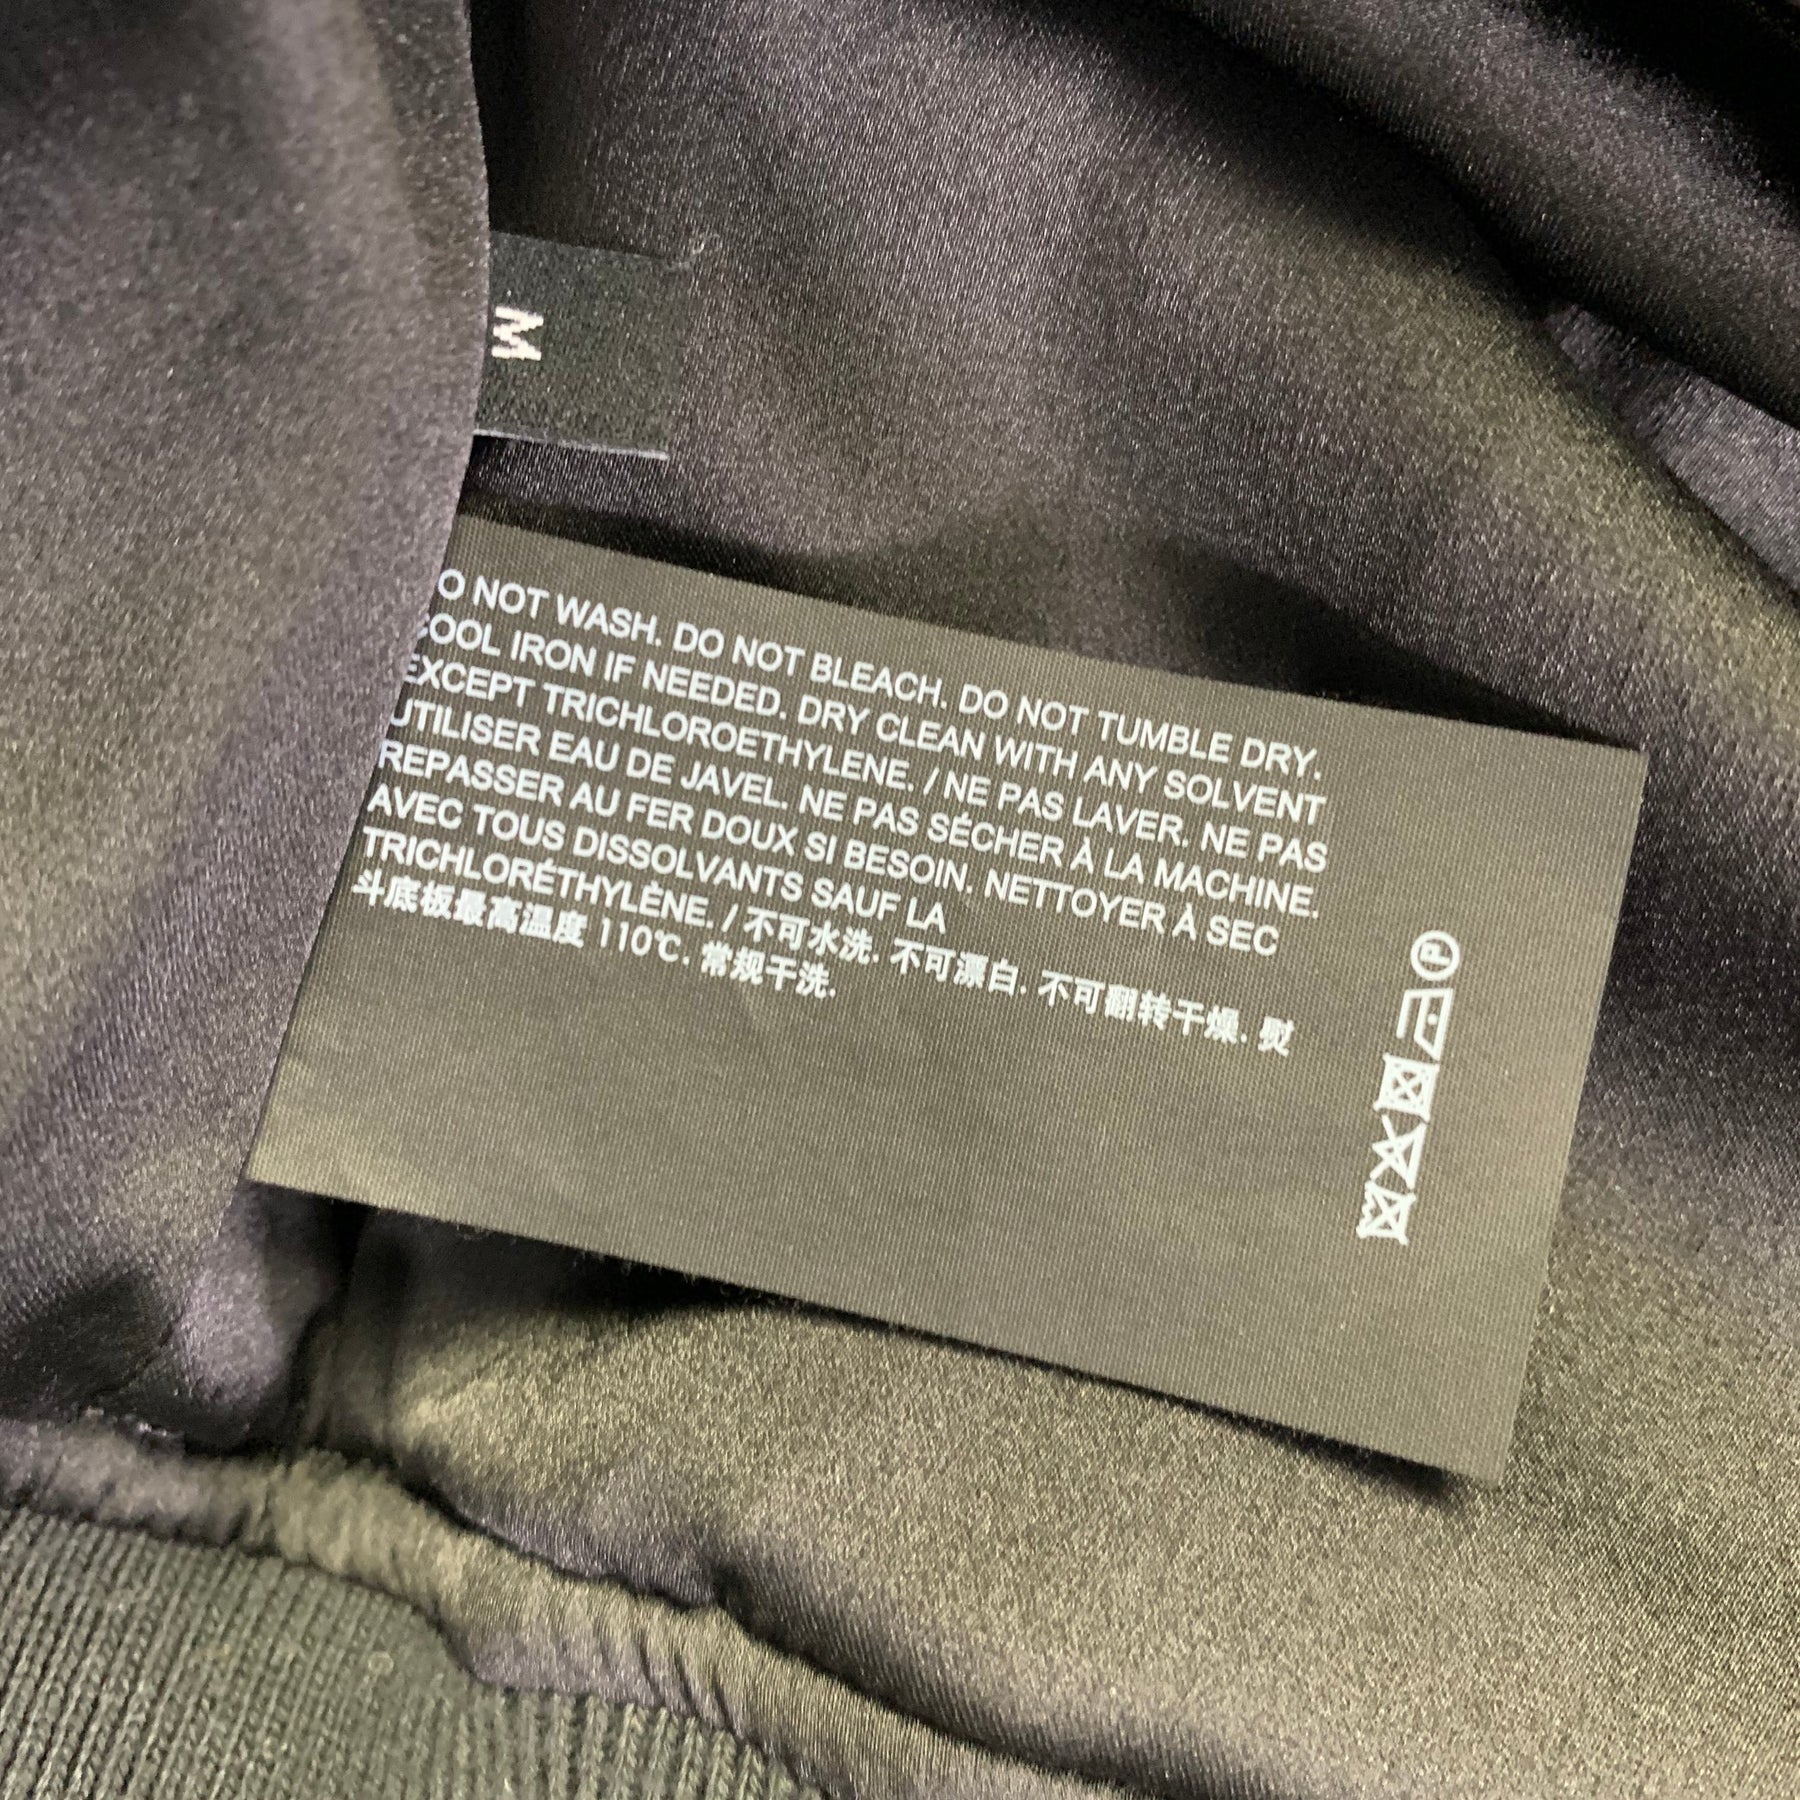 M
O NOT WASH. DO NOT BLEACH. DO NOT TUMBLE DRY.
COOL IRON IF NEEDED. DRY CLEAN WITH ANY SOLVENT
EXCEPT TRICHLOROETHYLENE. / NE PAS LAVER. NE PAS
UTILISER EAU DE JAVEL. NE PAS SÉCHER À LA MACHINE.
REPASSER AU FER DOUX SI BESOIN. NETTOYER À SEC
AVEC TOUS DISSOLVANTS SAUF LA
TRICHLORÉTHYLÈNE. / 不可水洗. 不可漂白. 不可翻转干燥. 熨
斗底板最高温度 110℃. 常规干洗.
P